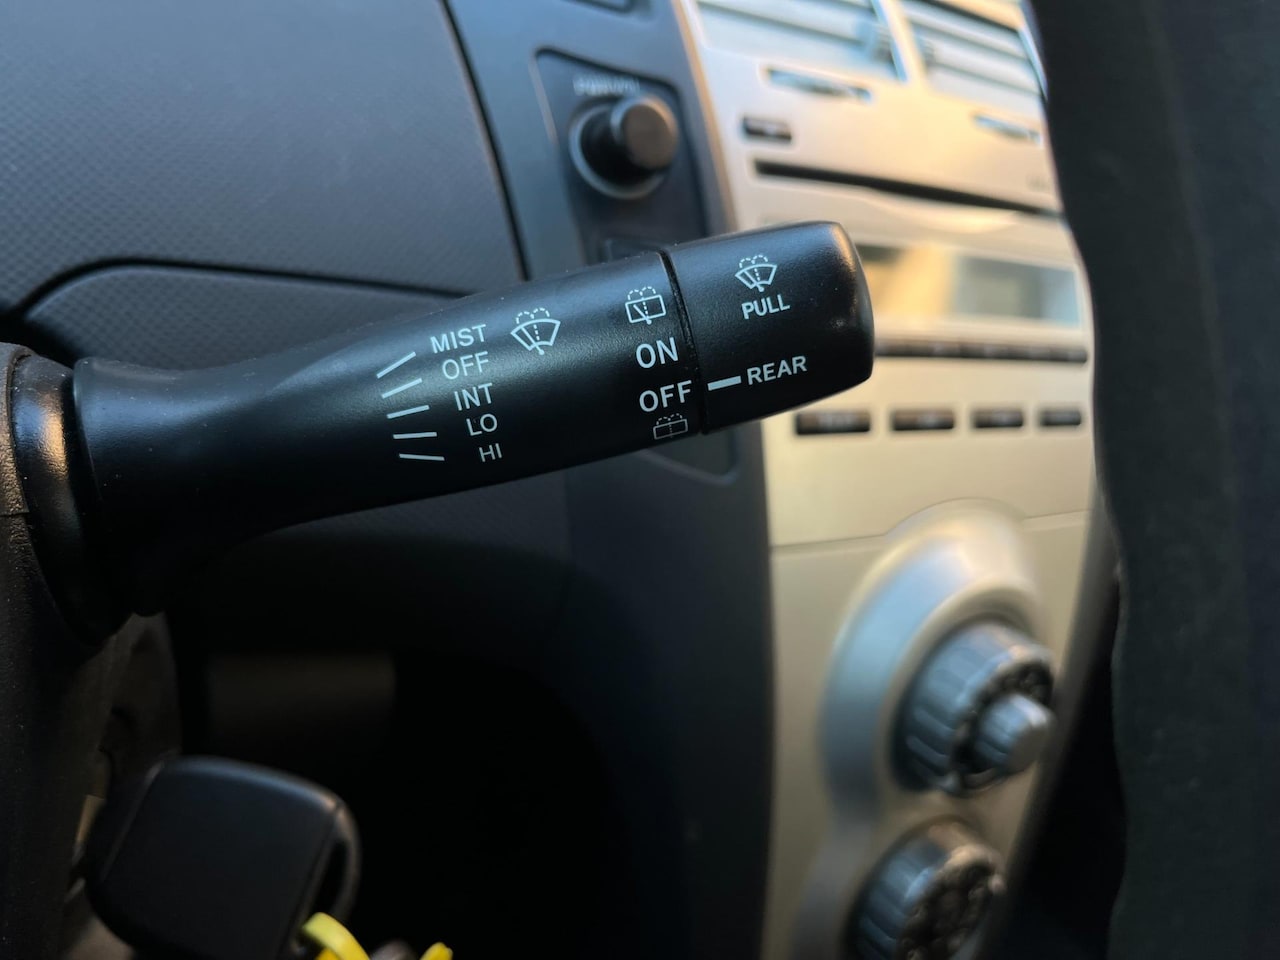 MIST
OFF
INT
LO
HI
ON
OFF
PULL
REAR